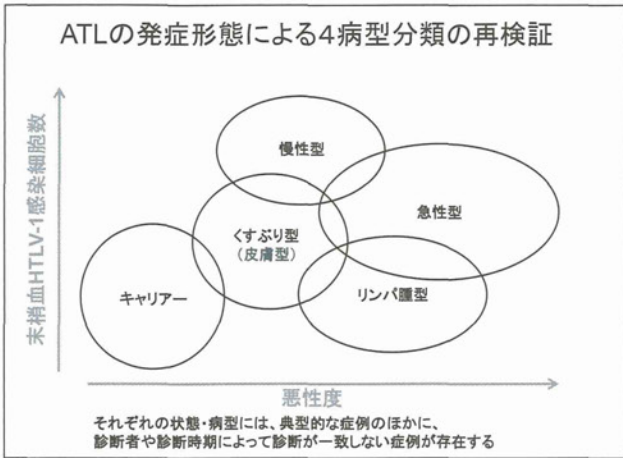 ATLの発症形態による4病型分類の再検証
末梢血HTLV-1感染細胞数
慢性型
急性型
くすぶり型
(皮膚型)
キャリアー
リンパ腫型
悪性度
それぞれの状態・病型には、典型的な症例のほかに、
診断者や診断時期によって診断が一致しない症例が存在する